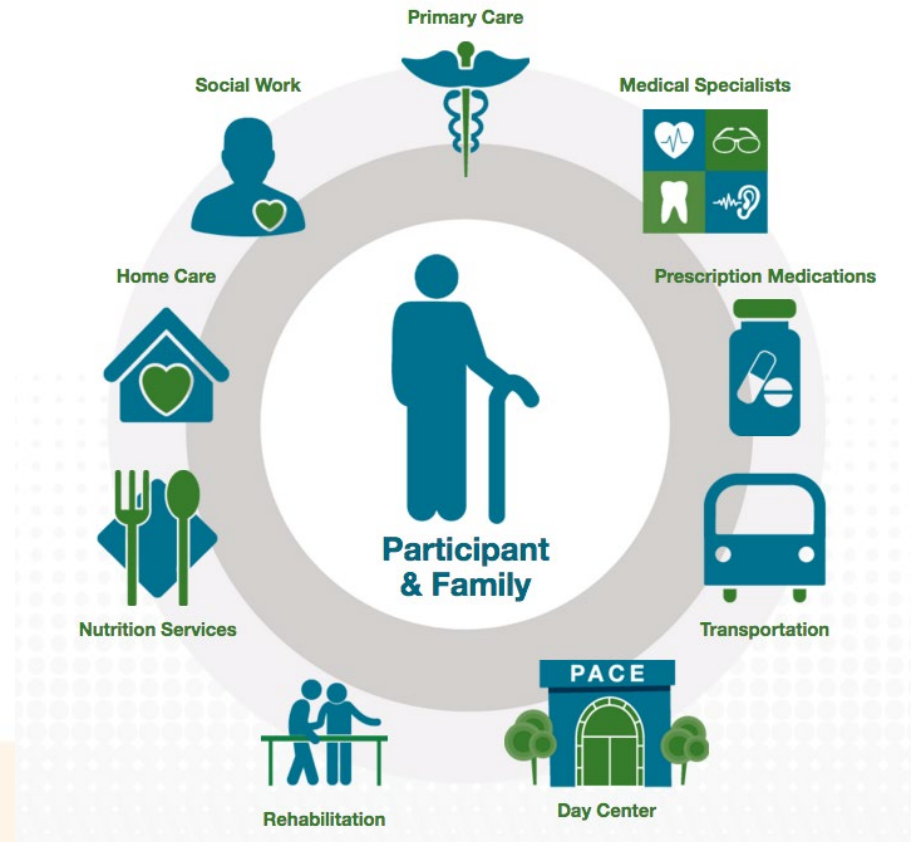 Primary Care
Social Work
Medical Specialists
Home Care
Prescription Medications
Participant
& Family
Nutrition Services
Transportation
PACE
Rehabilitation
Day Center